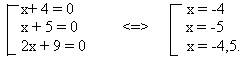 x+ 4 = 0 <=> x = -4
x + 5 = 0 x = -5
2x + 9 = 0 x = -4,5.